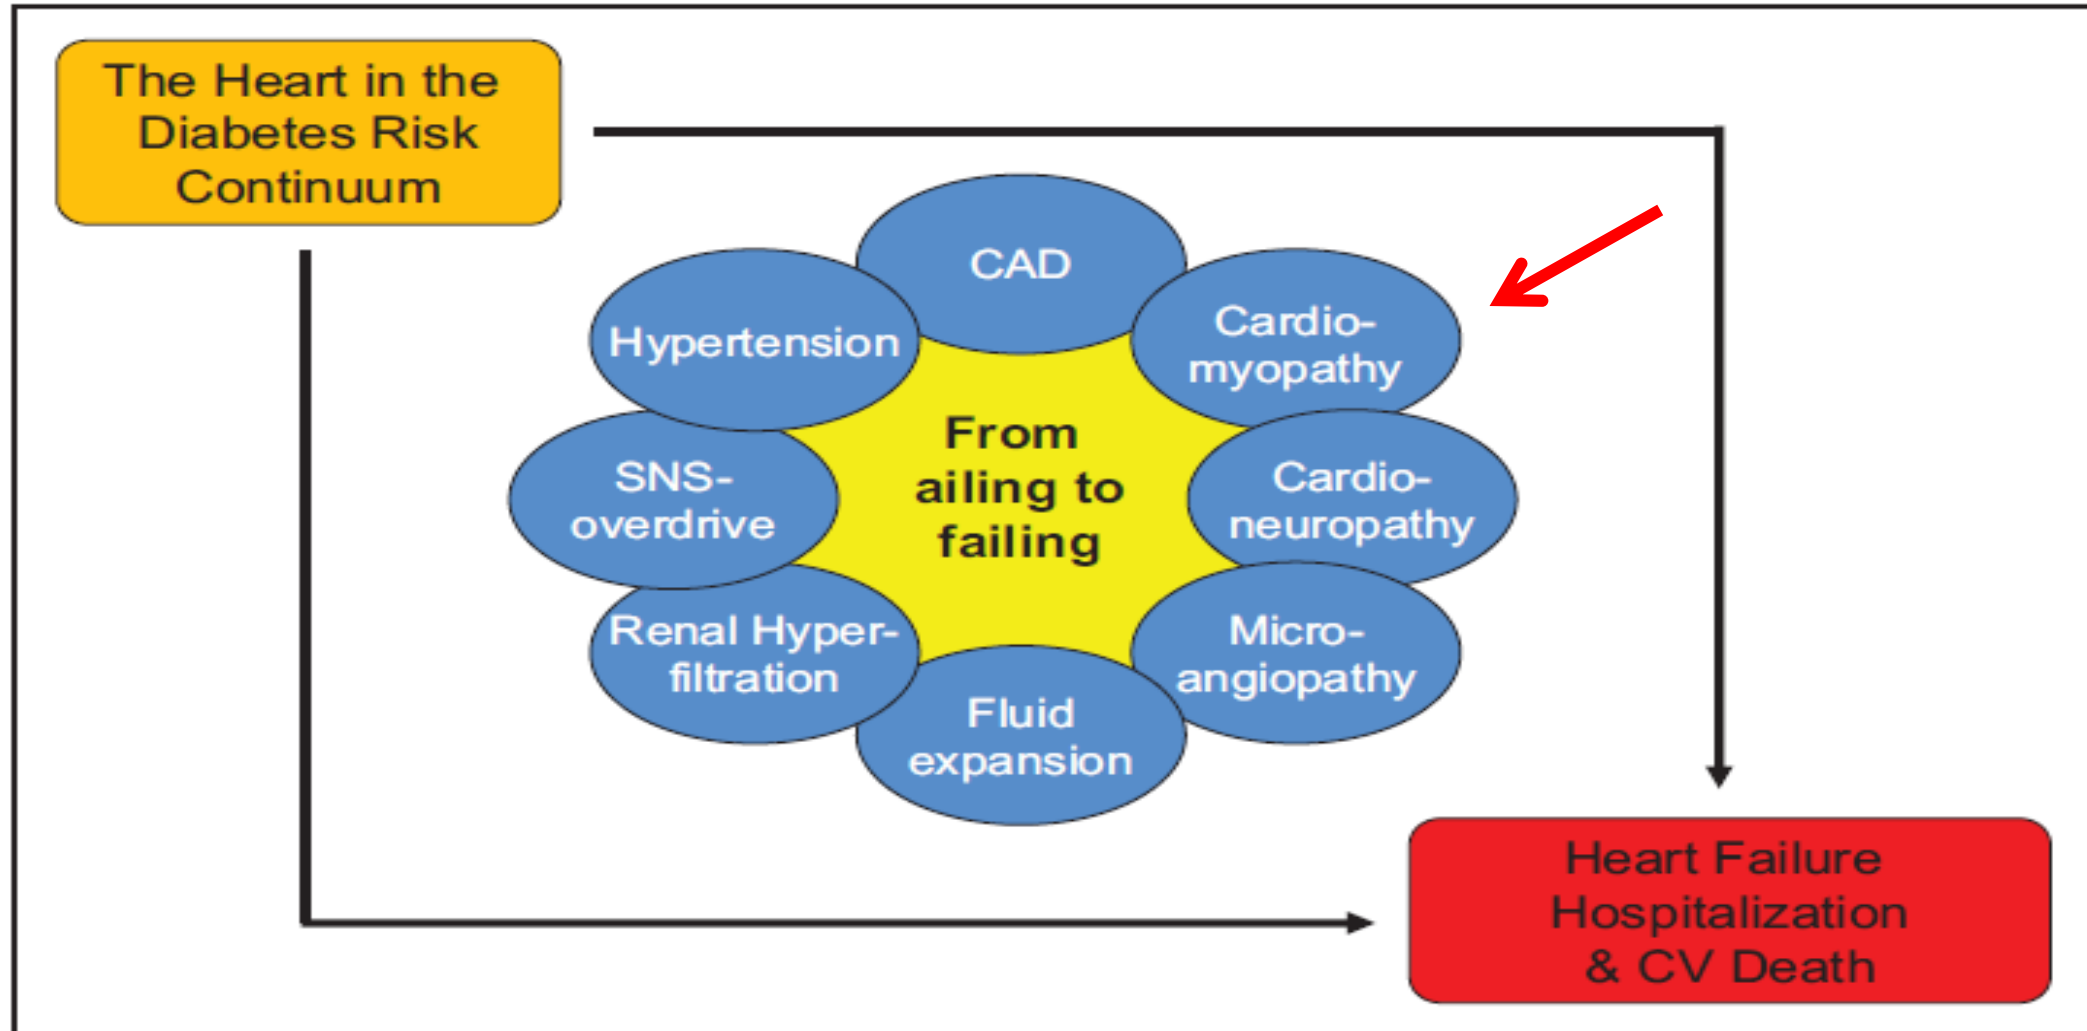 The Heart in the
Diabetes Risk
Continuum
CAD
Hypertension
Cardio-
myopathy
From
ailing to
failing
SNS-
overdrive
Cardio-
neuropathy
Renal Hyper-
filtration
Micro-
angiopathy
Fluid
expansion
Heart Failure
Hospitalization
& CV Death